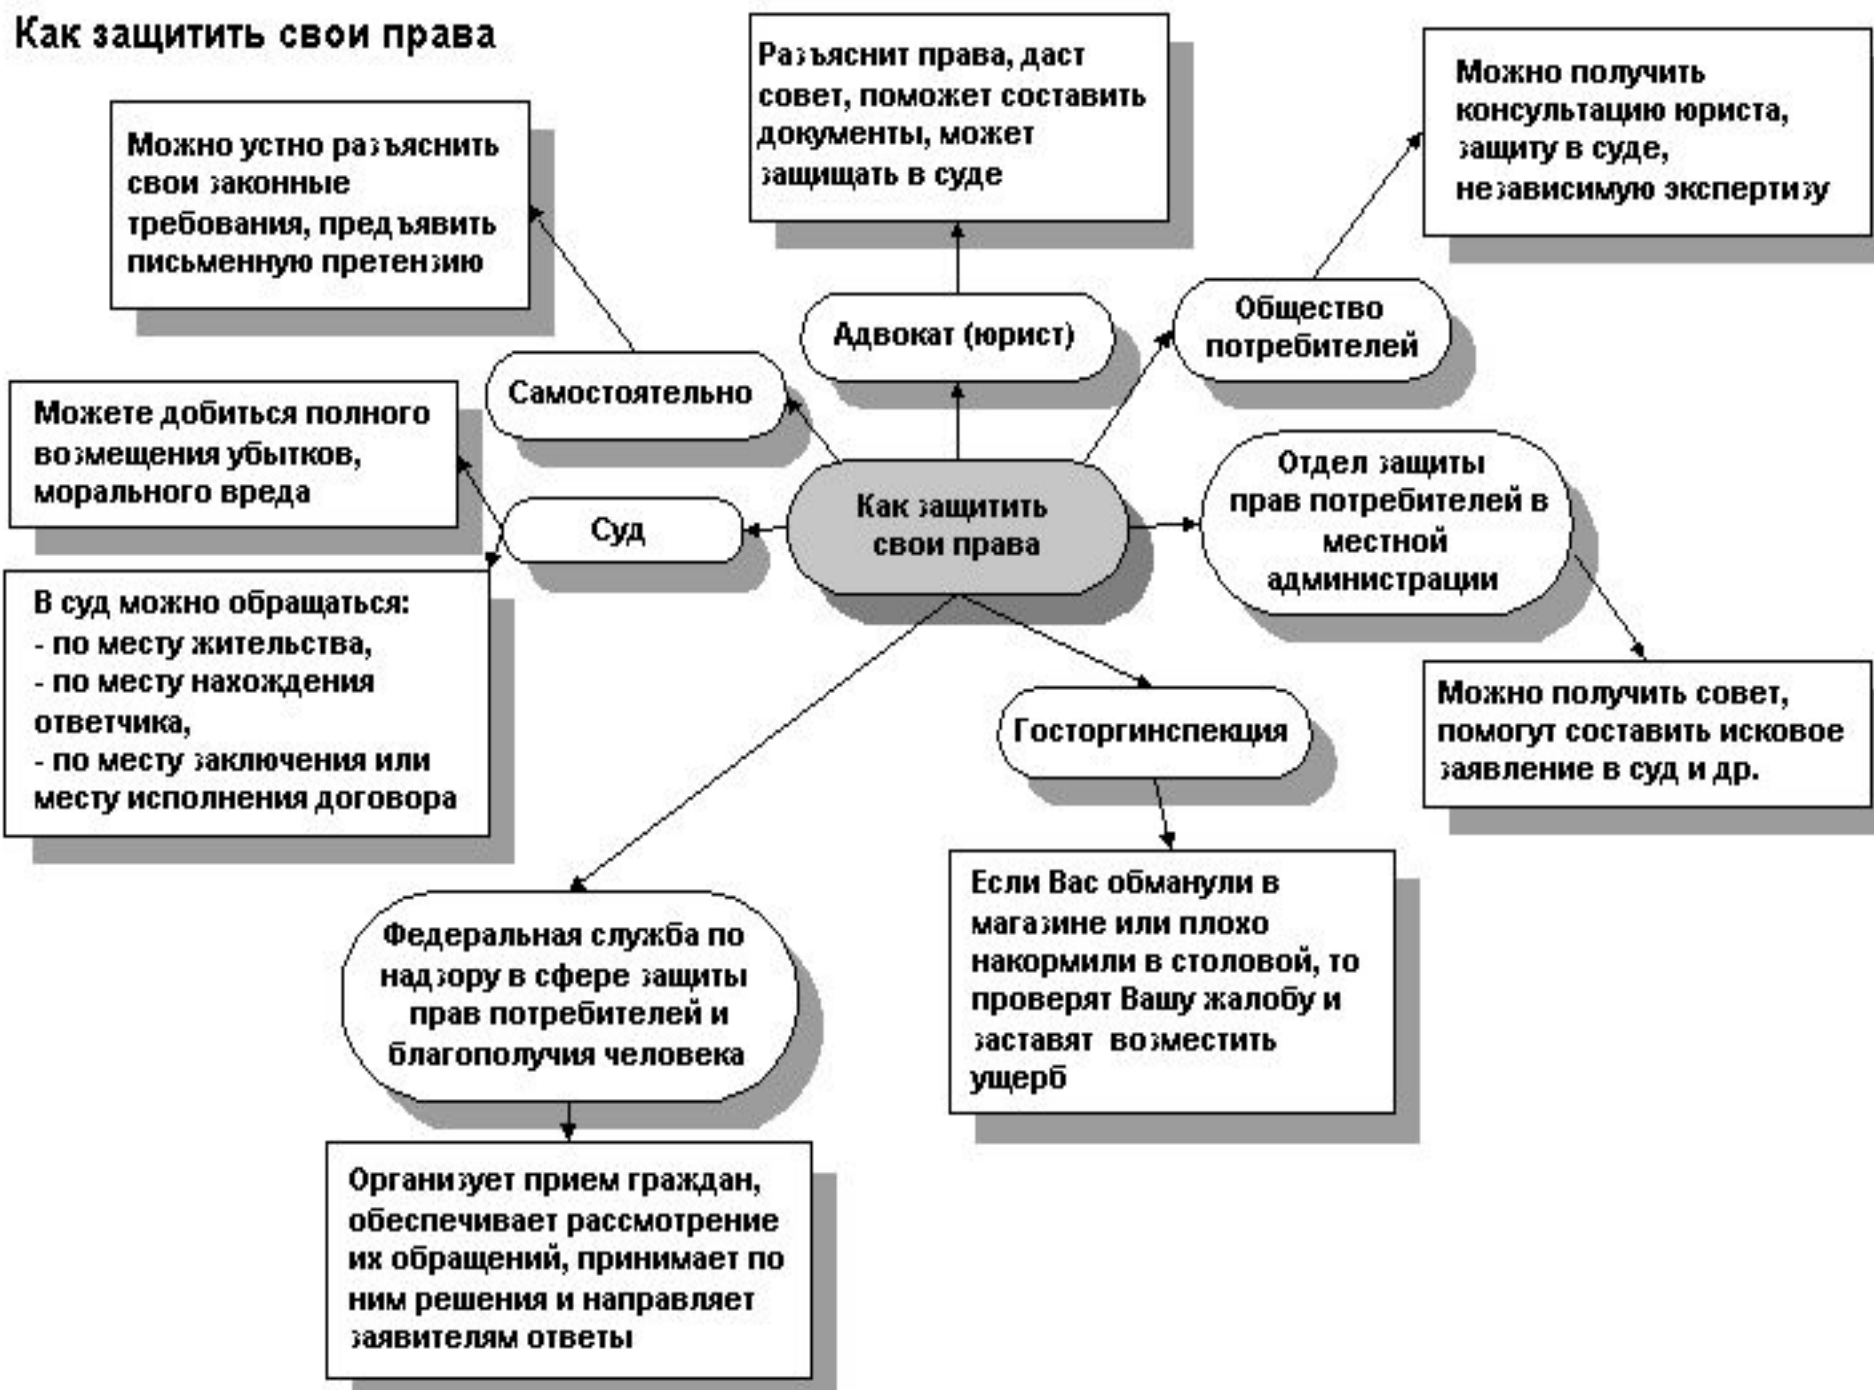 Как защитить свои права
Разъяснит права, даст
совет, поможет составить
документы, может
защищать в суде
Можно получить
консультацию юриста,
защиту в суде,
независимую экспертизу
Можно устно разъяснить
свои законные
требования, предъявить
письменную претензию
Адвокат (юрист)
Общество
потребителей
Самостоятельно
Можете добиться полного
возмещения убытков,
морального вреда
Суд
Как защитить
свои права
Отдел защиты
прав потребителей в
местной
администрации
В суд можно обращаться:
- по месту жительства,
- по месту нахождения
ответчика,
- по месту заключения или
месту исполнения договора
Госторгинспекция
Можно получить совет,
помогут составить исковое
заявление в суд и др.
Федеральная служба по
надзору в сфере защиты
прав потребителей и
благополучия человека
Если Вас обманули в
магазине или плохо
накормили в столовой, то
проверят Вашу жалобу и
заставят возместить
ущерб
Организует прием граждан,
обеспечивает рассмотрение
их обращений, принимает по
ним решения и направляет
заявителям ответы